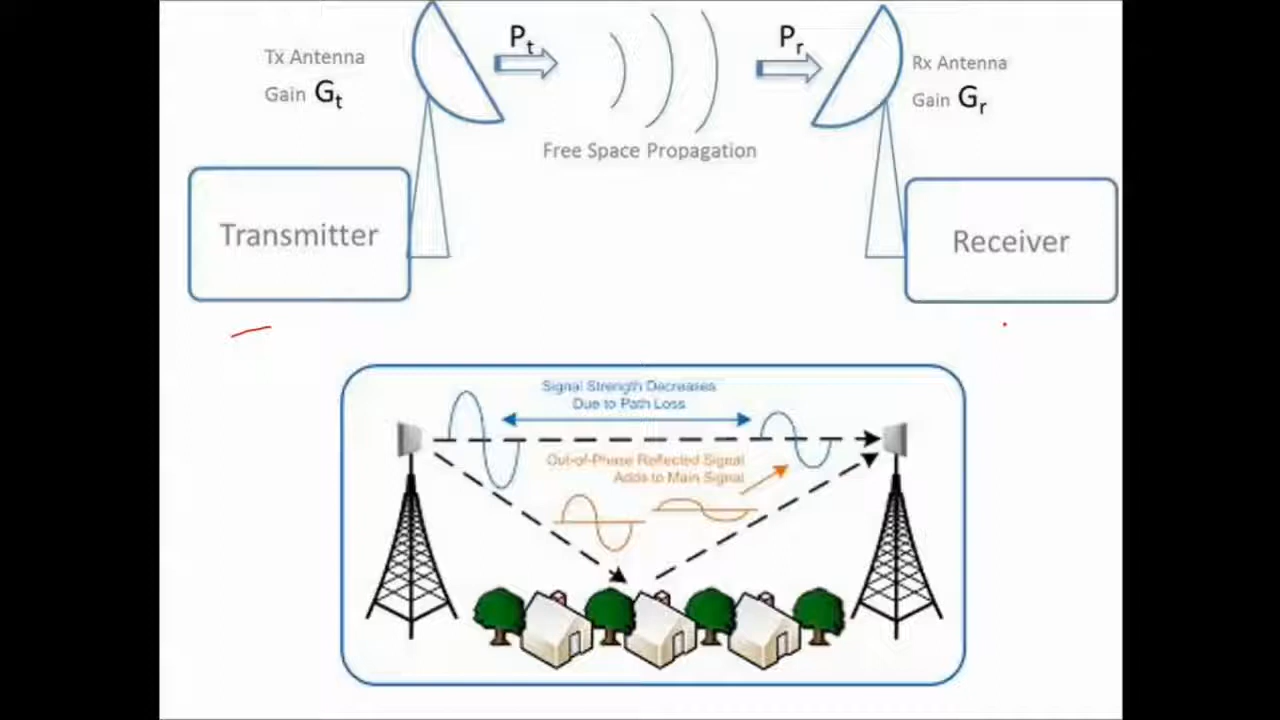 Tx Antenna
Gain Gt
Pt
Pr
Rx Antenna
Gain Gr
Free Space Propagation
Transmitter
Receiver
Signal Strength Decreases
Due to Path Loss
Out-of-Phase Reflected Signal
Adds to Main Signal